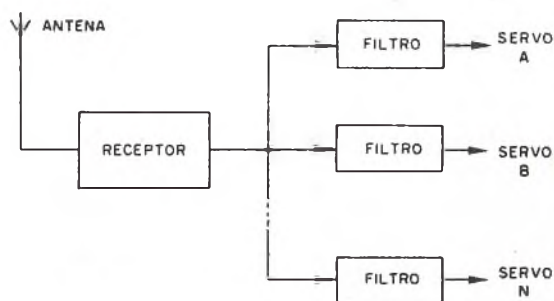 ANTENA
RECEPTOR
FILTRO
SERVO
A
FILTRO
SERVO
B
FILTRO
SERVO
N